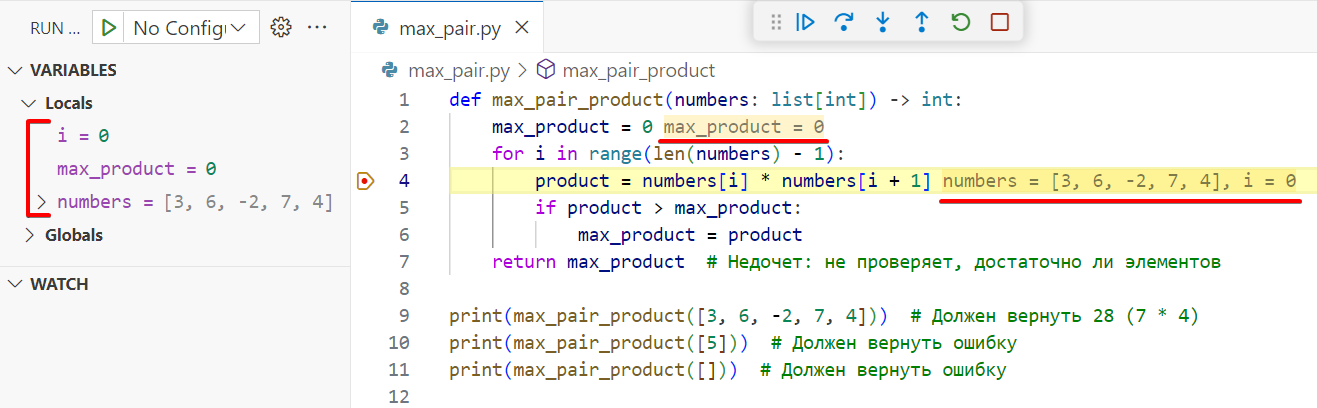 RUN ... No Config
VARIABLES
Locals
i = 0
max_product = 0
numbers = [3, 6, -2, 7, 4]
Globals
WATCH
max_pair.py
max_pair.py > max_pair_product
1 def max_pair_product(numbers: list[int]) -> int:
2 max_product = 0 max_product = 0
3 for i in range(len(numbers) - 1):
4 product = numbers[i] * numbers[i + 1] numbers = [3, 6, -2, 7, 4], i = 0
5 if product > max_product:
6 max_product = product
7 return max_product # Недочет: не проверяет, достаточно ли элементов
8
9 print(max_pair_product([3, 6, -2, 7, 4])) # Должен вернуть 28 (7 * 4)
10 print(max_pair_product([5])) # Должен вернуть ошибку
11 print(max_pair_product([])) # Должен вернуть ошибку
12